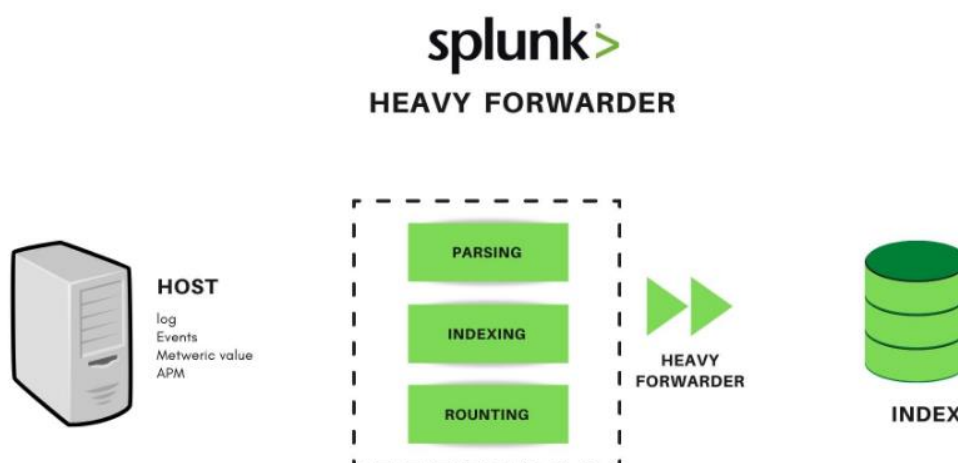 splunk>
HEAVY FORWARDER
HOST
log
Events
Metweric value
APM
PARSING
INDEXING
ROUNTING
HEAVY
FORWARDER
INDEX